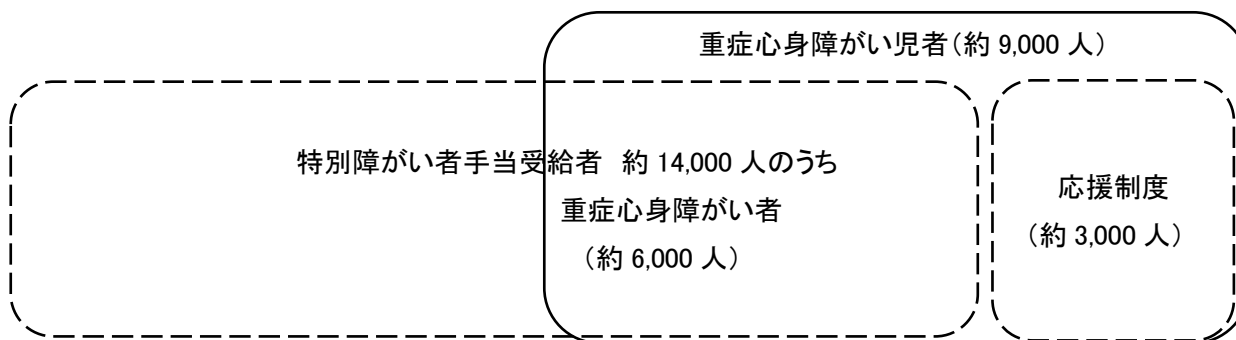 重症心身障がい児者（約 9,000 人）
特別障がい者手当受給者 約 14,000 人のうち
重症心身障がい者
（約 6,000 人）
応援制度
（約 3,000 人）